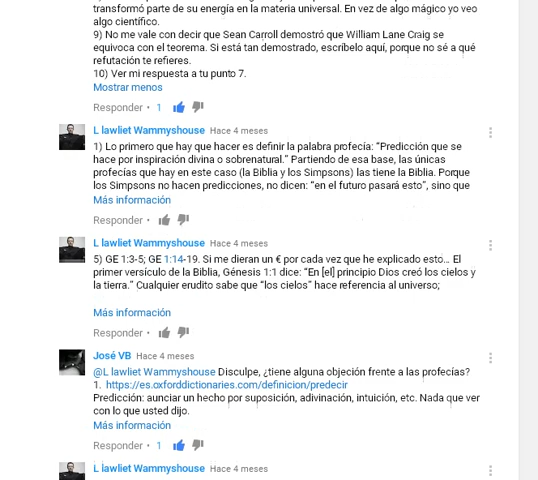 transformó parte de su energía en la materia universal. En vez de algo mágico yo veo
algo científico.
9) No me vale con decir que Sean Carroll demostró que William Lane Craig se
equivoca con el teorema. Si está tan demostrado, escríbelo aquí, porque no sé a qué
refutación te refieres.
10) Ver mi respuesta a tu punto 7.
Mostrar menos
Responder • 1
L lawliet Wammyshouse Hace 4 meses
1) Lo primero que hay que hacer es definir la palabra profecía: “Predicción que se
hace por inspiración divina o sobrenatural.” Partiendo de esa base, las únicas
profecías que hay en este caso (la Biblia y los Simpsons) las tiene la Biblia. Porque
los Simpsons no hacen predicciones, no dicen: “en el futuro pasará esto”, sino que
Más información
Responder •
L lawliet Wammyshouse Hace 4 meses
5) GE 1:3-5; GE 1:14-19. Si me dieran un € por cada vez que he explicado esto... El
primer versículo de la Biblia, Génesis 1:1 dice: “En [el] principio Dios creó los cielos y
la tierra.” Cualquier erudito sabe que “los cielos” hace referencia al universo;
Más información
Responder •
José VB Hace 4 meses
@L lawliet Wammyshouse Disculpe, ¿tiene alguna objeción frente a las profecías?
1. https://es.oxforddictionaries.com/definicion/predecir
Predicción: aunciar un hecho por suposición, adivinación, intuición, etc. Nada que ver
con lo que usted dijo.
Más información
Responder • 1
L lawliet Wammyshouse Hace 4 meses